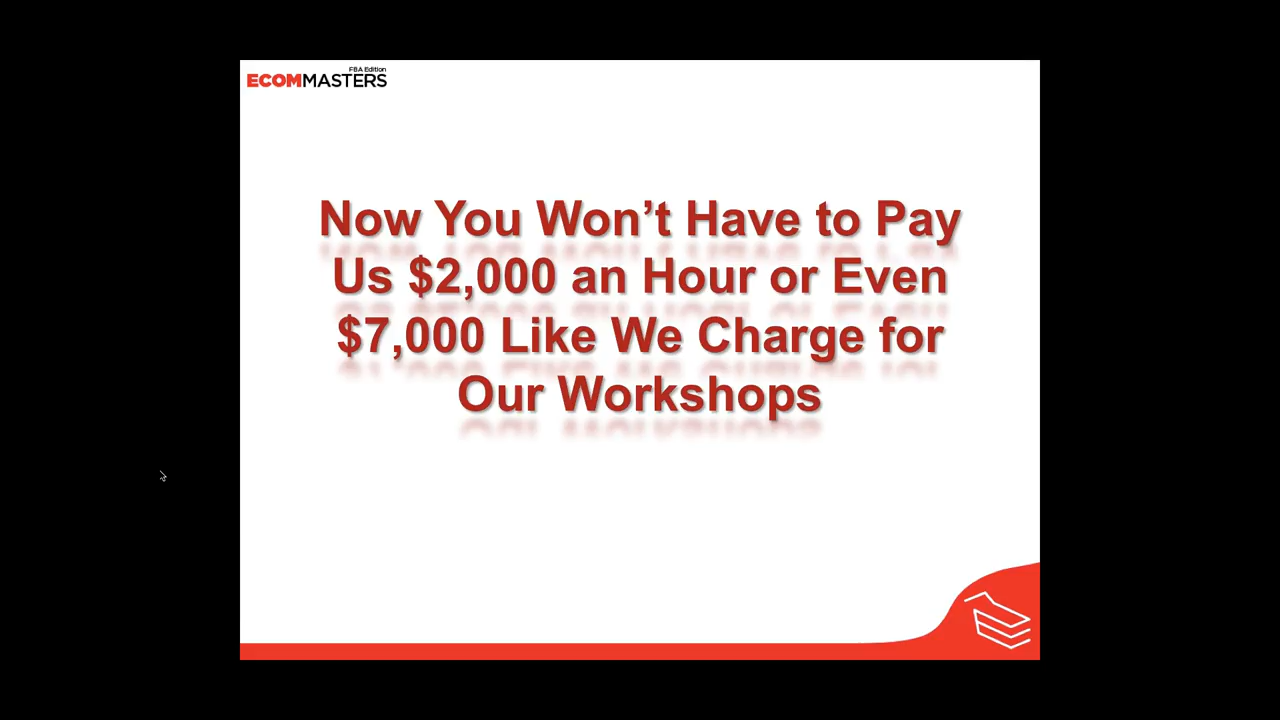 FBA Edition
ECOMMASTERS
Now You Won’t Have to Pay
Us $2,000 an Hour or Even
$7,000 Like We Charge for
Our Workshops